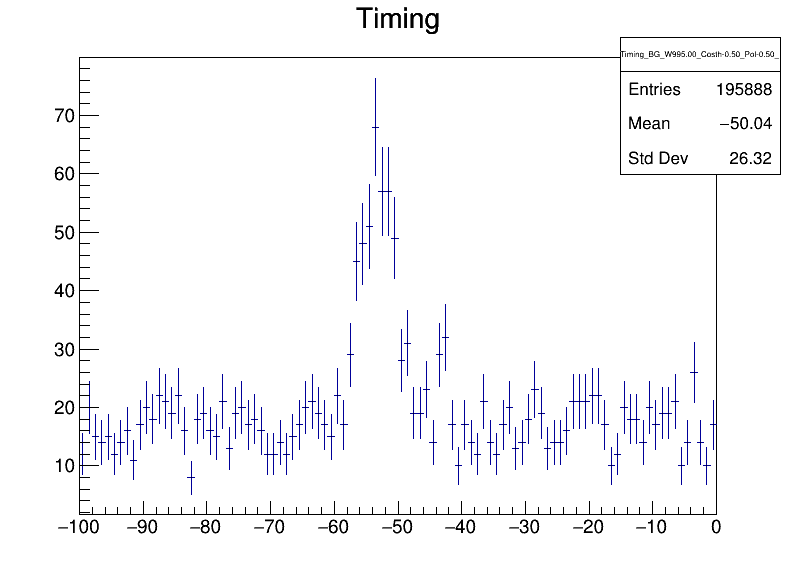 Timing
Timing_BG_W995.00_Costh-0.50_Pol-0.50_
Entries 195888
Mean −50.04
Std Dev 26.32
70
60
50
40
30
20
10
−100 −90 −80 −70 −60 −50 −40 −30 −20 −10 0